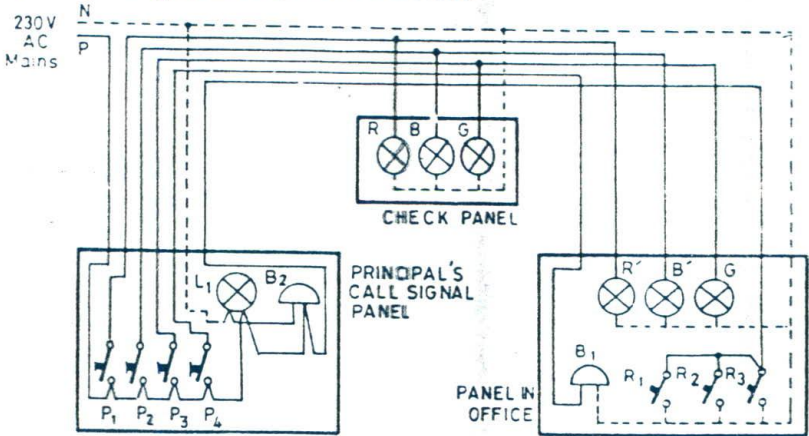 N
230V
AC
Mains
P
R B G
CHECK PANEL
L1 B2
PRINCIPAL'S
CALL SIGNAL
PANEL
P1 P2 P3 P4
R' B' G
B1
R1 R2 R3
PANEL IN
OFFICE